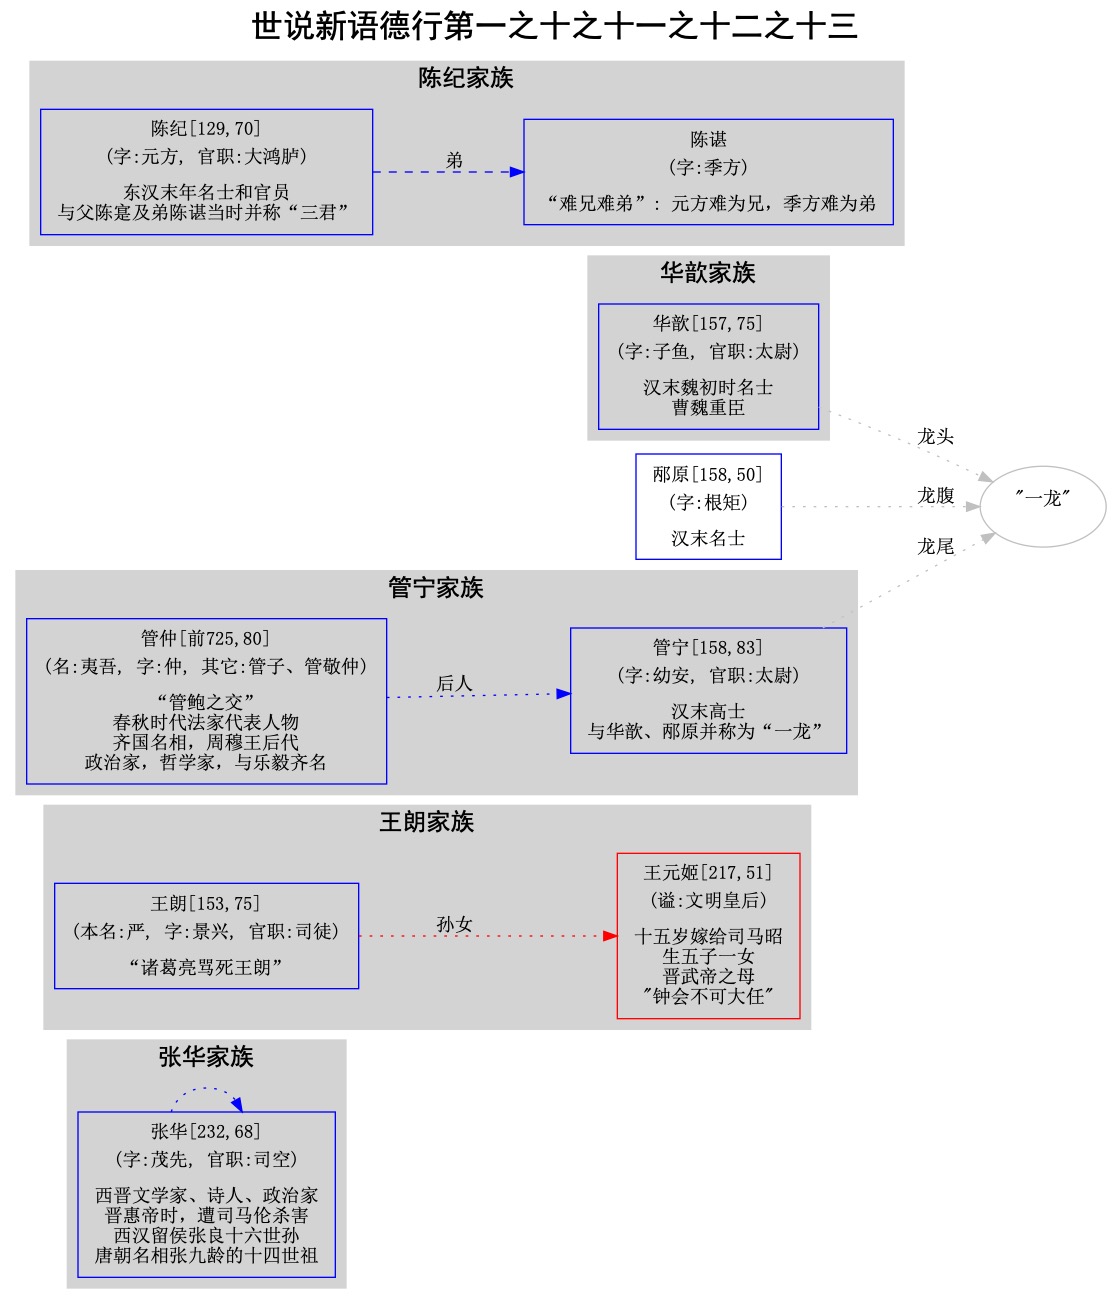 世说新语德行第一之十之十一之十二之十三
陈纪家族
陈纪[129,70]
(字:元方, 官职:大鸿胪)
东汉末年名士和官员
与父陈寔及弟陈谌当时并称“三君”
弟
陈谌
(字:季方)
“难兄难弟”: 元方难为兄，季方难为弟
华歆家族
华歆[157,75]
(字:子鱼, 官职:太尉)
汉末魏初时名士
曹魏重臣
龙头
邴原[158,50]
(字:根矩)
汉末名士
龙腹
"一龙"
龙尾
管宁家族
管仲[前725,80]
(名:夷吾, 字:仲, 其它:管子、管敬仲)
“管鲍之交”
春秋时代法家代表人物
齐国名相，周穆王后代
政治家，哲学家，与乐毅齐名
后人
管宁[158,83]
(字:幼安, 官职:太尉)
汉末高士
与华歆、邴原并称为“一龙”
王朗家族
王朗[153,75]
(本名:严, 字:景兴, 官职:司徒)
“诸葛亮骂死王朗”
孙女
王元姬[217,51]
(谥:文明皇后)
十五岁嫁给司马昭
生五子一女
晋武帝之母
"钟会不可大任"
张华家族
张华[232,68]
(字:茂先, 官职:司空)
西晋文学家、诗人、政治家
晋惠帝时，遭司马伦杀害
西汉留侯张良十六世孙
唐朝名相张九龄的十四世祖